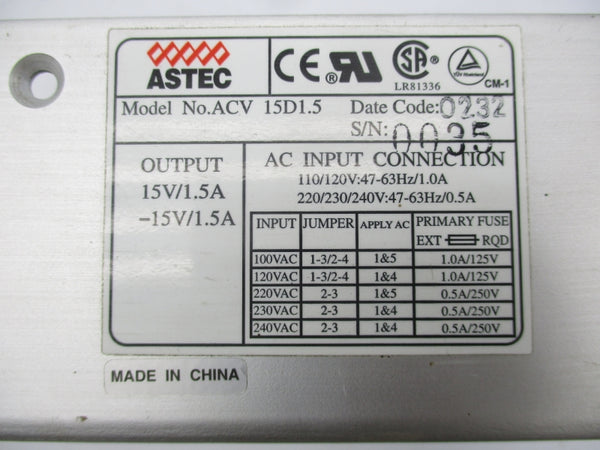 ASTEC
CE RU SA LR81336 TÜV Rheinland CM-1
Model No.ACV 15D1.5 Date Code:0232
S/N:0035
OUTPUT
15V/1.5A
-15V/1.5A
AC INPUT CONNECTION
110/120V:47-63Hz/1.0A
220/230/240V:47-63Hz/0.5A
INPUT JUMPER APPLY AC PRIMARY FUSE
EXT RQD
100VAC 1-3/2-4 1&5 1.0A/125V
120VAC 1-3/2-4 1&4 1.0A/125V
220VAC 2-3 1&5 0.5A/250V
230VAC 2-3 1&4 0.5A/250V
240VAC 2-3 1&4 0.5A/250V
MADE IN CHINA